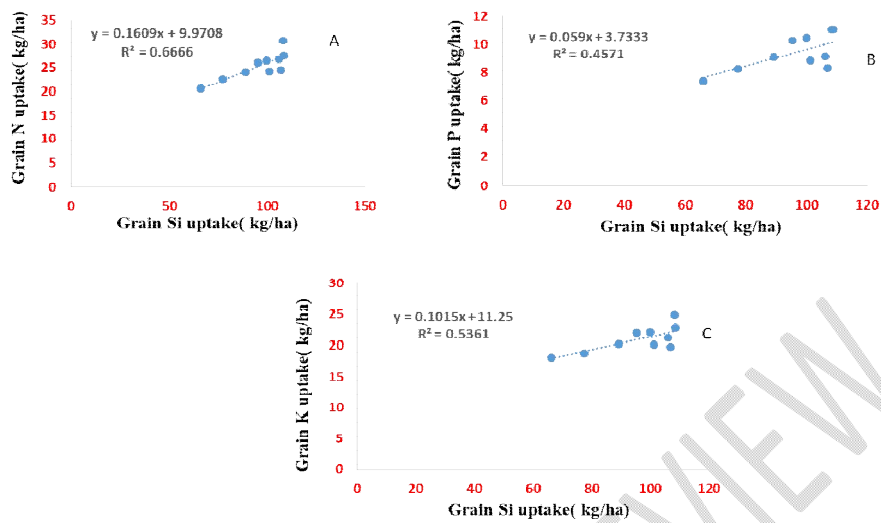 35
30
25
20
15
10
5
0
Grain N uptake( kg/ha)
y = 0.1609x + 9.9708
R² = 0.6666
A
0 50 100 150
Grain Si uptake( kg/ha)
12
10
8
6
4
2
0
Grain P uptake( kg/ha)
y = 0.059x + 3.7333
R² = 0.4571
B
0 20 40 60 80 100 120
Grain Si uptake( kg/ha)
30
25
20
15
10
5
0
Grain K uptake( kg/ha)
y = 0.1015x + 11.25
R² = 0.5361
C
0 20 40 60 80 100 120
Grain Si uptake( kg/ha)
VIEW